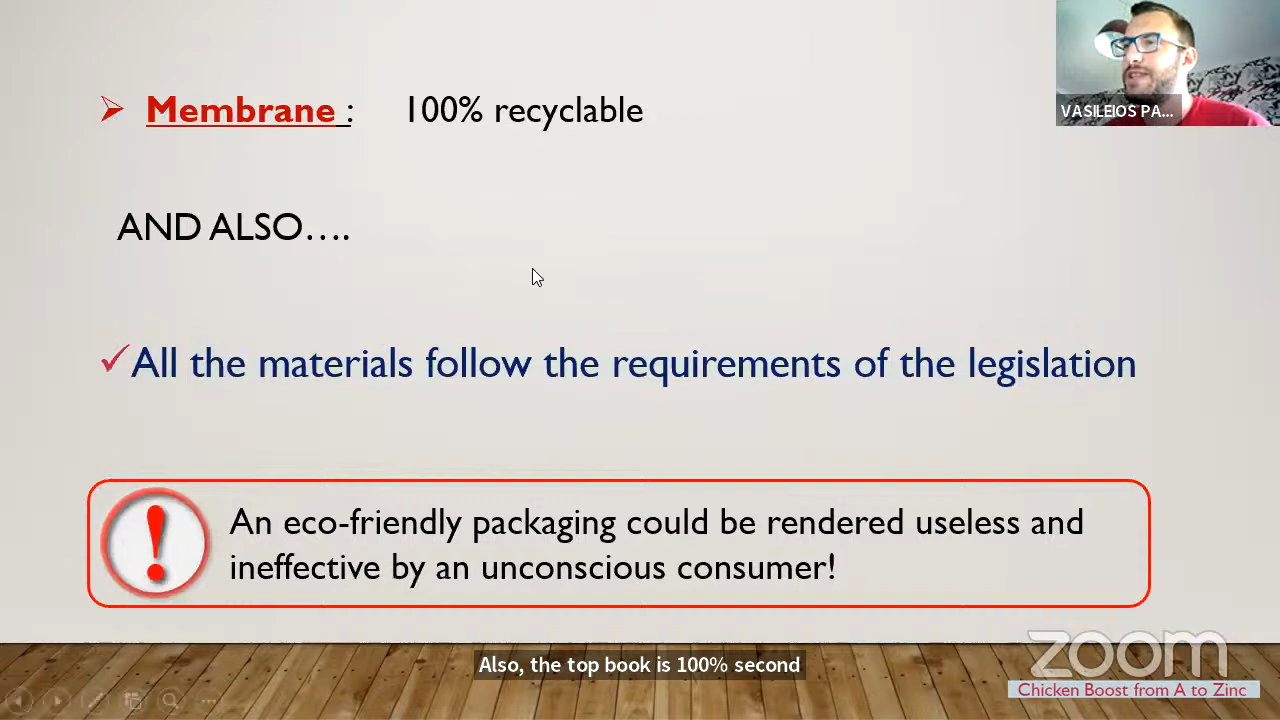 Membrane : 100% recyclable
VASILEIOS PA...
AND ALSO….
All the materials follow the requirements of the legislation
An eco-friendly packaging could be rendered useless and
ineffective by an unconscious consumer!
Also, the top book is 100% second
zoom
Chicken Boost from A to Zinc